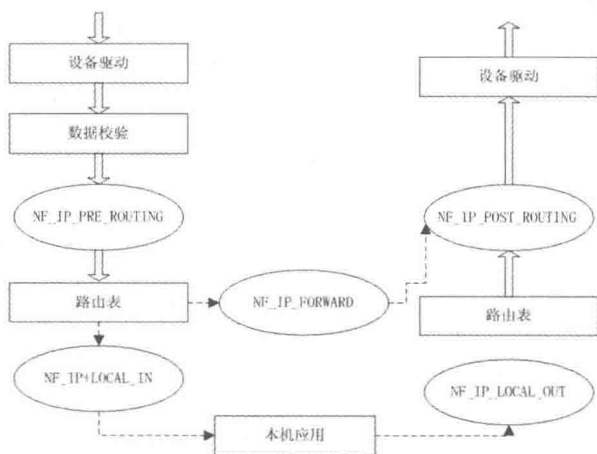 设备驱动
设备驱动
数据校验
NF_IP_PRE_ROUTING
NF_IP_POST_ROUTING
路由表
NF_IP_FORWARD
路由表
NF_IP+LOCAL_IN
NF_IP_LOCAL_OUT
本机应用